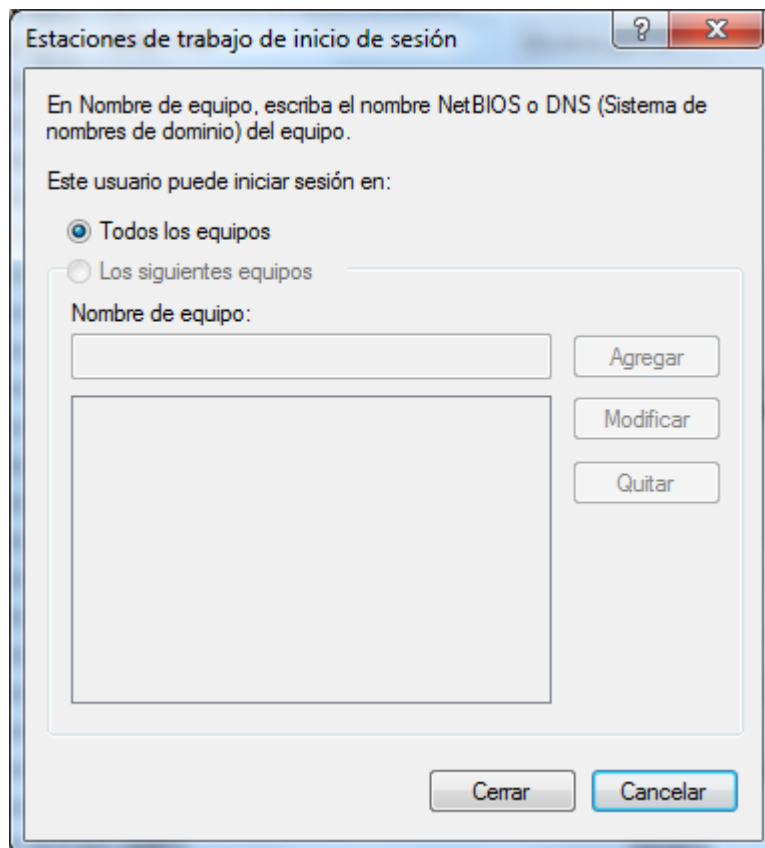 Estaciones de trabajo de inicio de sesión
En Nombre de equipo, escriba el nombre NetBIOS o DNS (Sistema de
nombres de dominio) del equipo.
Este usuario puede iniciar sesión en:
Todos los equipos
Los siguientes equipos
Nombre de equipo:
Agregar
Modificar
Quitar
Cerrar
Cancelar